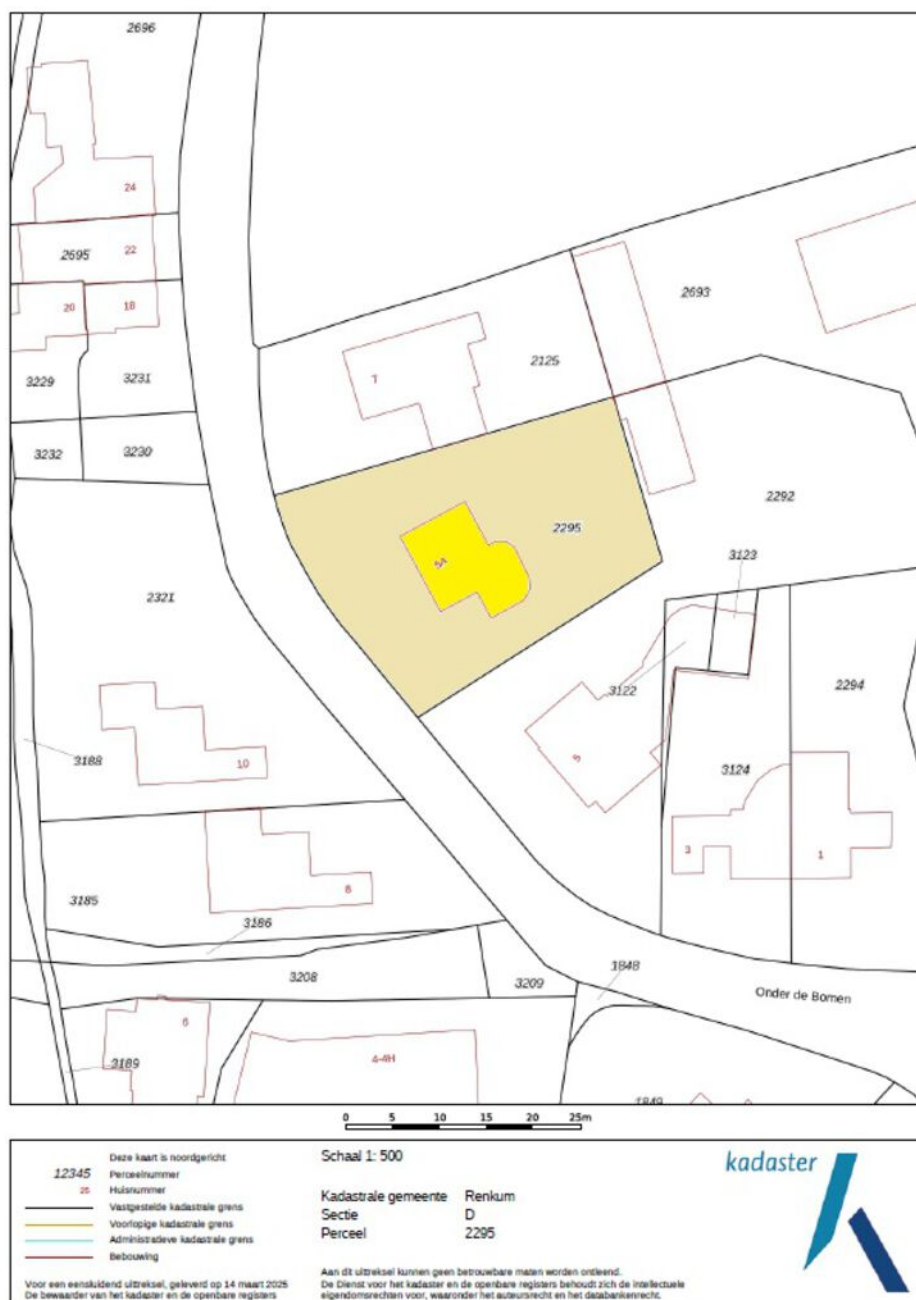 2696
24
2695
22
20
18
2693
7
2125
3229
3231
3232
3230
2292
2295
5A
3123
2321
3122
2294
3188
10
5
3124
3
1
8
3185
3186
3208
3209
1848
Onder de Bomen
6
3189
4-4H
1849
0 5 10 15 20 25m
Deze kaart is noordgericht
12345 Perceelnummer
25 Huisnummer
Vastgestelde kadastrale grens
Voorlopige kadastrale grens
Administratieve kadastrale grens
Bebouwing
Voor een eensluidend uittreksel, geleverd op 14 maart 2025
De bewaarder van het kadaster en de openbare registers
Schaal 1: 500
Kadastrale gemeente Renkum
Sectie D
Perceel 2295
Aan dit uittreksel kunnen geen betrouwbare maten worden ontleend.
De Dienst voor het kadaster en de openbare registers behoudt zich de intellectuele
eigendomsrechten voor, waaronder het auteursrecht en het databankenrecht.
kadaster